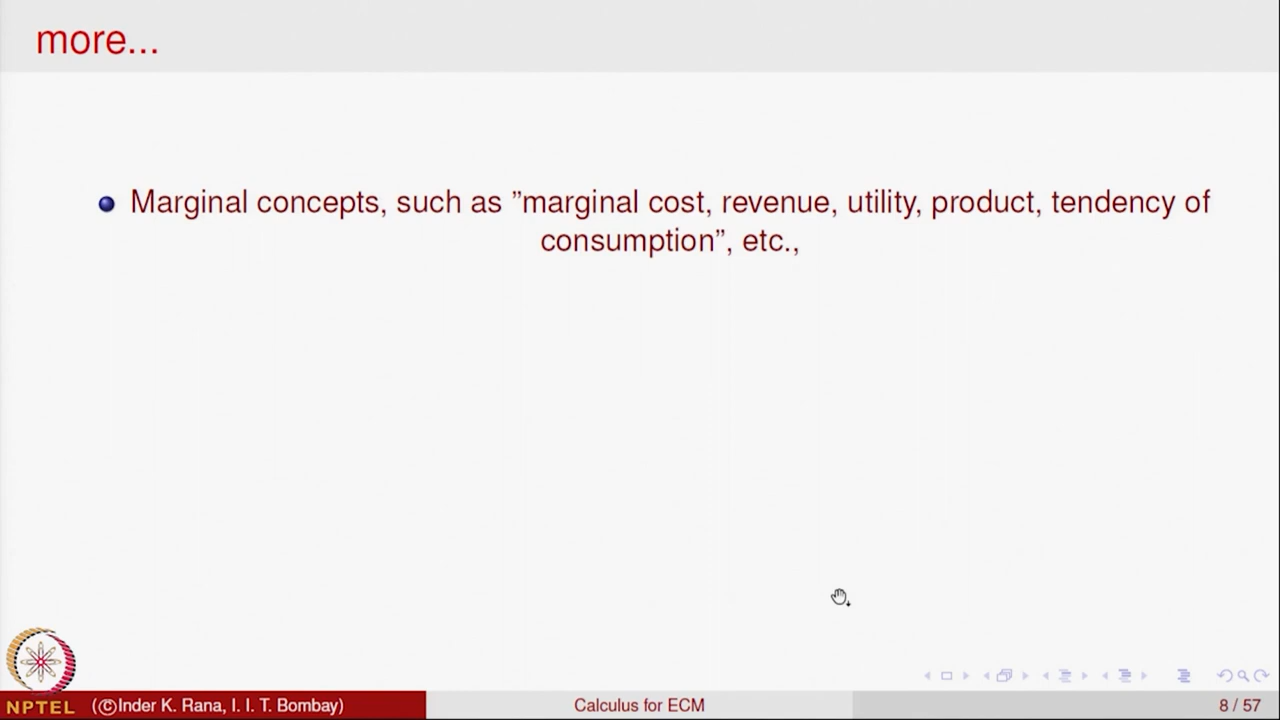 more...
Marginal concepts, such as ”marginal cost, revenue, utility, product, tendency of
consumption”, etc.,
NPTEL
(©Inder K. Rana, I. I. T. Bombay)
Calculus for ECM
8 / 57